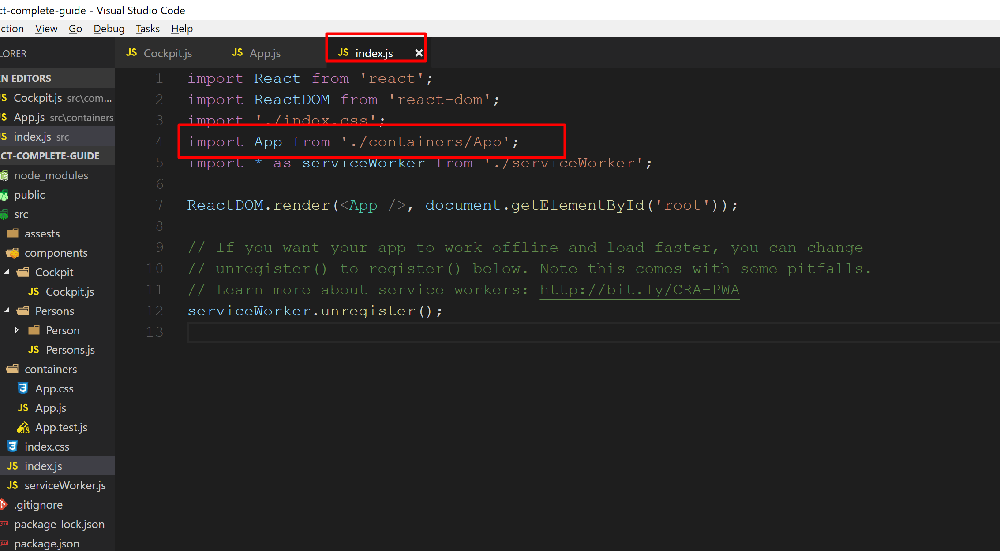 ct-complete-guide - Visual Studio Code
ction View Go Debug Tasks Help
LORER
JS Cockpit.js
JS App.js
JS index.js ×
EN EDITORS
JS Cockpit.js src\com...
JS App.js src\containers
JS index.js src
ACT-COMPLETE-GUIDE
node_modules
public
src
assests
components
Cockpit
JS Cockpit.js
Persons
Person
JS Persons.js
containers
App.css
JS App.js
App.test.js
index.css
JS index.js
JS serviceWorker.js
.gitignore
package-lock.json
package.json
1 import React from 'react';
2 import ReactDOM from 'react-dom';
3 import './index.css';
4 import App from './containers/App';
5 import * as serviceWorker from './serviceWorker';
6
7 ReactDOM.render(<App />, document.getElementById('root'));
8
9 // If you want your app to work offline and load faster, you can change
10 // unregister() to register() below. Note this comes with some pitfalls.
11 // Learn more about service workers: http://bit.ly/CRA-PWA
12 serviceWorker.unregister();
13